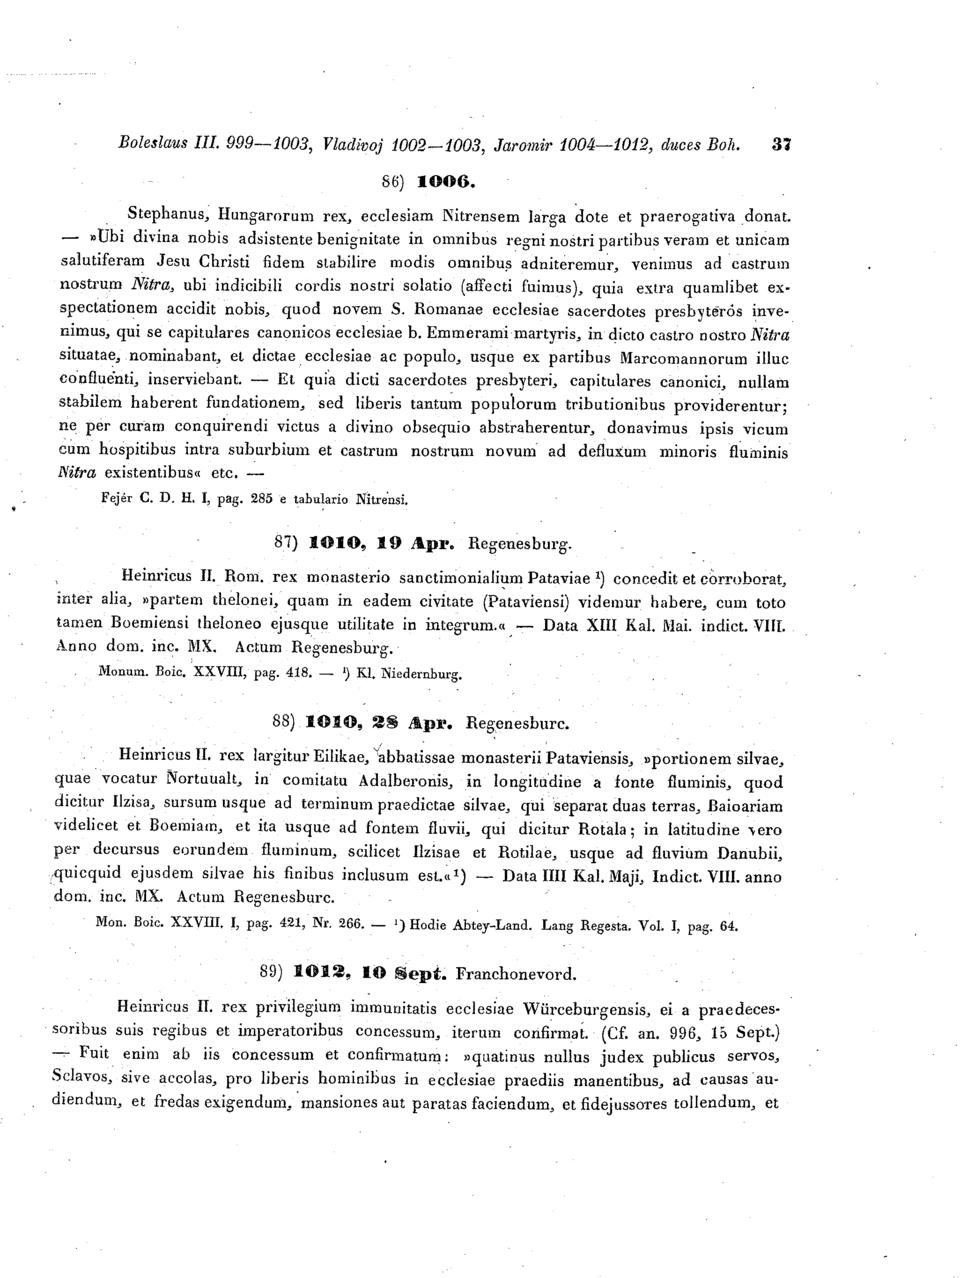 Boleslaus III. 999—1003, Vladivoj 1002—1003, Jaromir 1004—1012, duces Boh. 37
86) 1006.
Stephanus, Hungarorum rex, ecclesiam Nitrensem larga dote et praerogativa donat.
— »Ubi divina nobis adsistente benignitate in omnibus regni nostri partibus veram et unicam
salutiferam Jesu Christi fidem stabilire modis omnibus adniteremur, venimus ad castrum
nostrum Nitra, ubi indicibili cordis nostri solatio (affecti fuimus), quia extra quamlibet ex-
spectationem accidit nobis, quod novem S. Romanae ecclesiae sacerdotes presbyteros inve-
nimus, qui se capitulares canonicos ecclesiae b. Emmerami martyris, in dicto castro nostro Nitra
situatae, nominabant, et dictae ecclesiae ac populo, usque ex partibus Marcomannorum illuc
confluenti, inserviebant. — Et quia dicti sacerdotes presbyteri, capitulares canonici, nullam
stabilem haberent fundationem, sed liberis tantum populorum tributionibus providerentur;
ne per curam conquirendi victus a divino obsequio abstraherentur, donavimus ipsis vicum
cum hospitibus intra suburbium et castrum nostrum novum ad defluxum minoris fluminis
Nitra existentibus« etc. —
Fejér C. D. H. I, pag. 285 e tabulario Nitrensi.
87) 1010, 19 Apr. Regenesburg.
Heinricus II. Rom. rex monasterio sanctimonialium Pataviae ¹) concedit et corroborat,
inter alia, »partem thelonei, quam in eadem civitate (Pataviensi) videmur habere, cum toto
tamen Boemiensi theloneo ejusque utilitate in integrum.« — Data XIII Kal. Mai. indict. VIII.
Anno dom. inc. MX. Actum Regenesburg.
Monum. Boic. XXVIII, pag. 418. — ¹) Kl. Niedernburg.
88) 1010, 28 Apr. Regenesburc.
Heinricus II. rex largitur Eilikae, abbatissae monasterii Pataviensis, »portionem silvae,
quae vocatur Nortuualt, in comitatu Adalberonis, in longitudine a fonte fluminis, quod
dicitur Ilzisa, sursum usque ad terminum praedictae silvae, qui separat duas terras, Baioariam
videlicet et Boemiam, et ita usque ad fontem fluvii, qui dicitur Rotala; in latitudine vero
per decursus eorundem fluminum, scilicet Ilzisae et Rotilae, usque ad fluvium Danubii,
quicquid ejusdem silvae his finibus inclusum est.«¹) — Data IIII Kal. Maji, Indict. VIII. anno
dom. inc. MX. Actum Regenesburc.
Mon. Boic. XXVIII. I, pag. 421, Nr. 266. — ¹) Hodie Abtey-Land. Lang Regesta. Vol. I, pag. 64.
89) 1012, 10 Sept. Franchonevord.
Heinricus II. rex privilegium immunitatis ecclesiae Würceburgensis, ei a praedeces-
soribus suis regibus et imperatoribus concessum, iterum confirmat. (Cf. an. 996, 15 Sept.)
— Fuit enim ab iis concessum et confirmatum: »quatinus nullus judex publicus servos,
Sclavos, sive accolas, pro liberis hominibus in ecclesiae praediis manentibus, ad causas au-
diendum, et fredas exigendum, mansiones aut paratas faciendum, et fidejussores tollendum, et